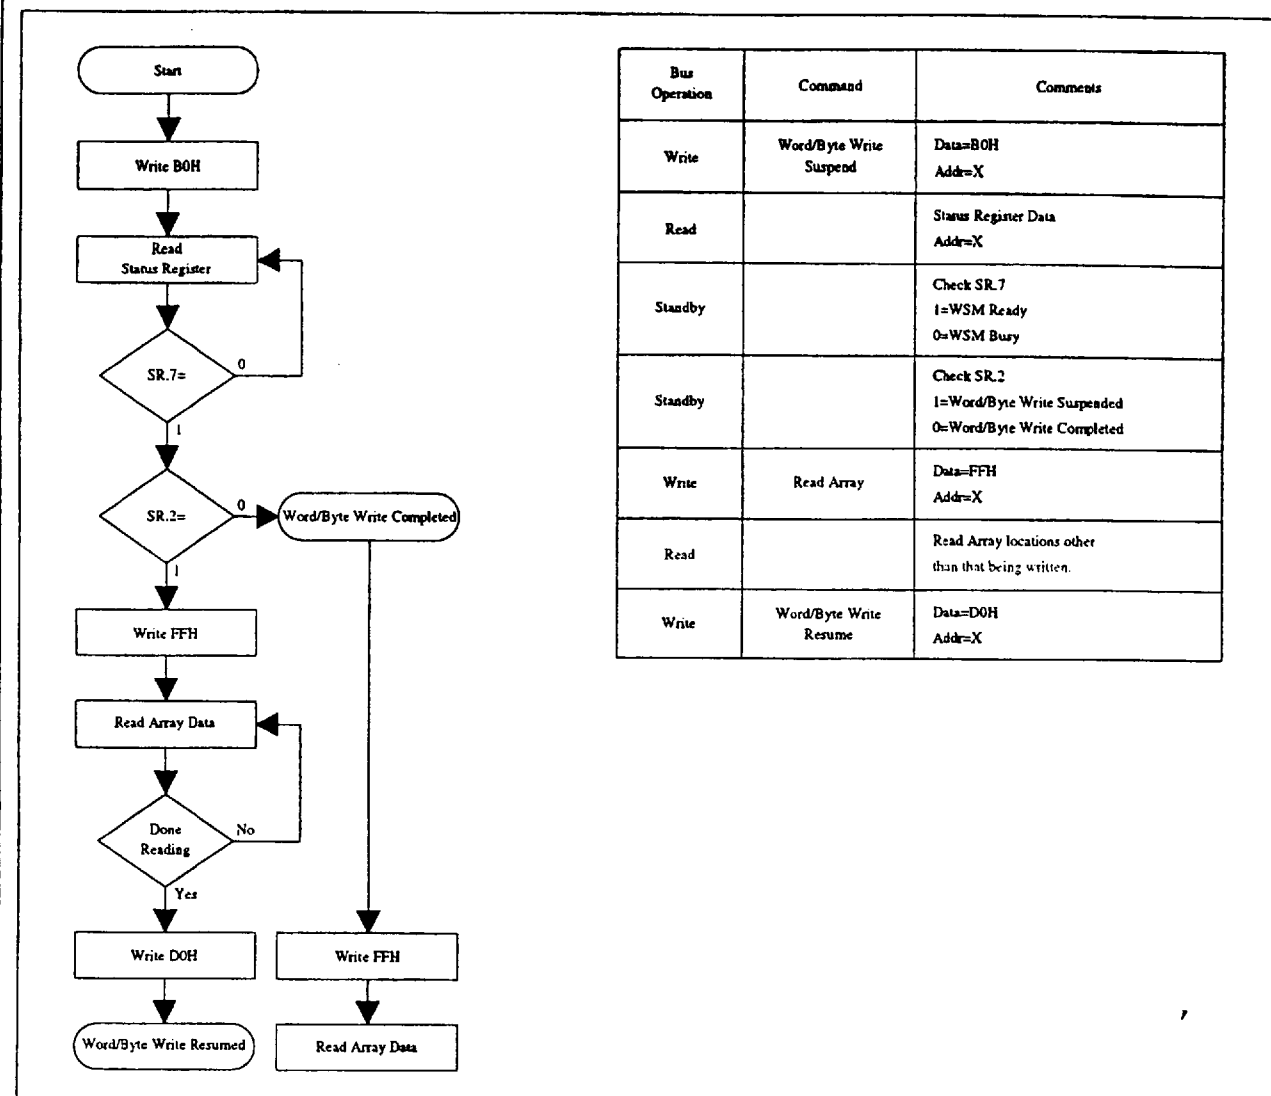 Start
Write B0H
Read
Status Register
SR.7=
0
1
SR.2=
0
Word/Byte Write Completed
1
Write FFH
Read Array Data
Done
Reading
No
Yes
Write D0H
Write FFH
Word/Byte Write Resumed
Read Array Data
Bus
Operation
Command
Comments
Write
Word/Byte Write
Suspend
Data=B0H
Addr=X
Read
Status Register Data
Addr=X
Standby
Check SR.7
1=WSM Ready
0=WSM Busy
Standby
Check SR.2
1=Word/Byte Write Suspended
0=Word/Byte Write Completed
Write
Read Array
Data=FFH
Addr=X
Read
Read Array locations other
than that being written.
Write
Word/Byte Write
Resume
Data=D0H
Addr=X